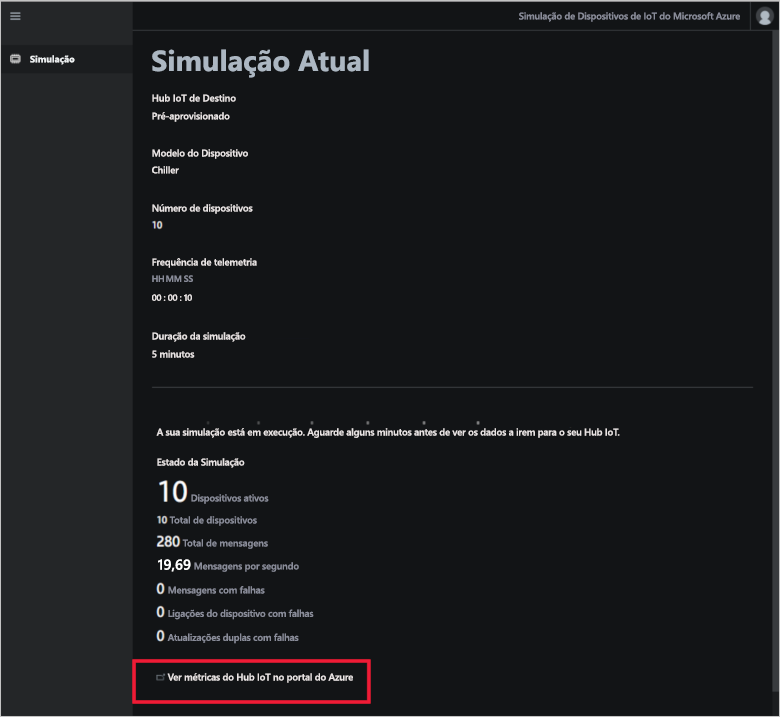 Simulação de Dispositivos de IoT do Microsoft Azure
Simulação
Simulação Atual
Hub IoT de Destino
Pré-aprovisionado
Modelo do Dispositivo
Chiller
Número de dispositivos
10
Frequência de telemetria
HH MM SS
00 : 00 : 10
Duração da simulação
5 minutos
A sua simulação está em execução. Aguarde alguns minutos antes de ver os dados a irem para o seu Hub IoT.
Estado da Simulação
10 Dispositivos ativos
10 Total de dispositivos
280 Total de mensagens
19,69 Mensagens por segundo
0 Mensagens com falhas
0 Ligações do dispositivo com falhas
0 Atualizações duplas com falhas
Ver métricas do Hub IoT no portal do Azure